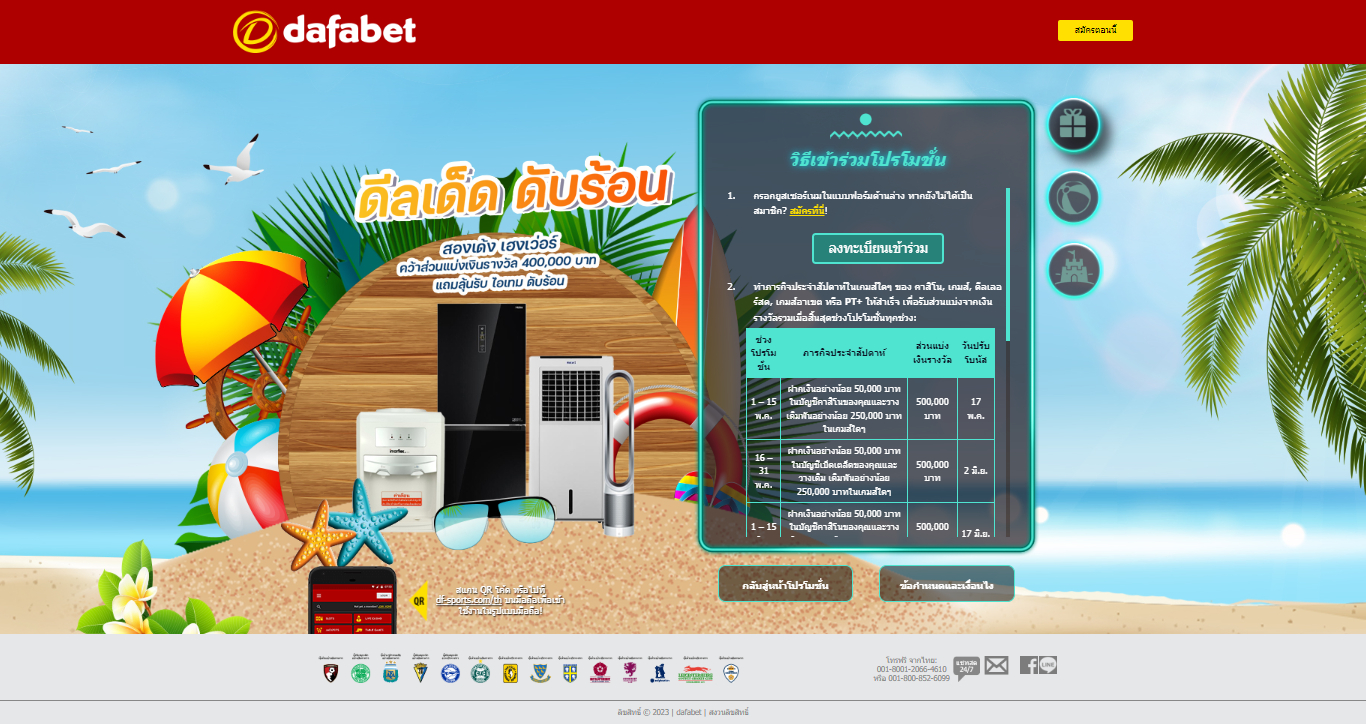 dafabet
สมัครตอนนี้
ดีลเด็ด ดับร้อน
สองเด้ง เฮงเว่อร์
คว้าส่วนแบ่งเงินรางวัล 400,000 บาท
แถมลุ้นรับ ไอเทม ดับร้อน
วิธีเข้าร่วมโปรโมชั่น
1. กรอกยูสเซอร์เนมในแบบฟอร์มด้านล่าง หากยังไม่ได้เป็น
สมาชิก? สมัครที่นี่!
ลงทะเบียนเข้าร่วม
2. ทำภารกิจประจำสัปดาห์ในเกมส์ใดๆ ของ คาสิโน, เกมส์, ดีลเลอ
ร์สด, เกมส์อาเขต หรือ PT+ ให้สำเร็จ เพื่อรับส่วนแบ่งจากเงิน
รางวัลรวมเมื่อสิ้นสุดช่วงโปรโมชั่นทุกช่วง:
ช่วง
โปรโม
ชั่น
ภารกิจประจำสัปดาห์
ส่วนแบ่ง
เงินรางวัล
วันปรับ
โบนัส
1 – 15
พ.ค.
ฝากเงินอย่างน้อย 50,000 บาท
ในบัญชีคาสิโนของคุณและวาง
เดิมพันอย่างน้อย 250,000 บาท
ในเกมส์ใดๆ
500,000
บาท
17
พ.ค.
16 –
31
พ.ค.
ฝากเงินอย่างน้อย 50,000 บาท
ในบัญชีเบ็ดเตล็ดของคุณและ
วางเดิม เดิมพันอย่างน้อย
250,000 บาทในเกมส์ใดๆ
500,000
บาท
2 มิ.ย.
1 – 15
ฝากเงินอย่างน้อย 50,000 บาท
ในบัญชีคาสิโนของคุณและวาง
500,000
17 มิ.ย.
กลับสู่หน้าโปรโมชั่น
ข้อกำหนดและเงื่อนไข
QR
สแกน QR โค้ด หรือไปที่
df-sports.com/th บนมือถือเพื่อเข้า
ใช้งานในรูปแบบมือถือ!
โทรฟรี จากไทย:
001-8001-2066-4610
หรือ 001-800-852-6099
แชทสด
24/7
LINE
ลิขสิทธิ์ © 2023 | dafabet | สงวนลิขสิทธิ์